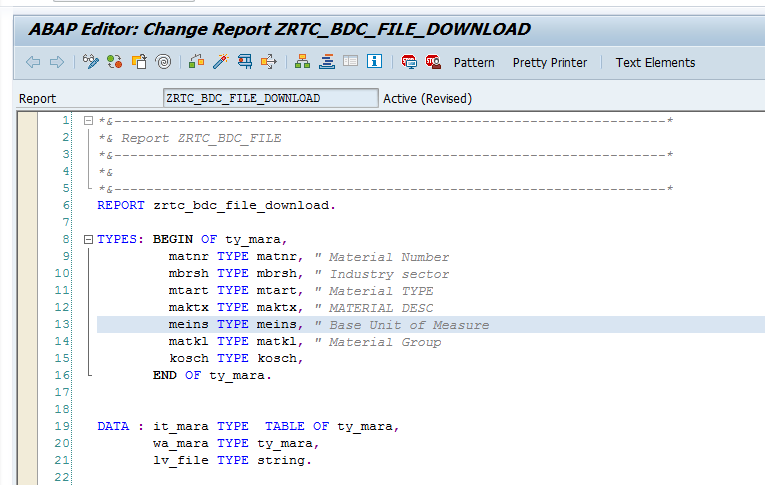 ABAP Editor: Change Report ZRTC_BDC_FILE_DOWNLOAD
Pattern Pretty Printer Text Elements
Report ZRTC_BDC_FILE_DOWNLOAD Active (Revised)
1 *&---------------------------------------------------------------------*
2 *& Report ZRTC_BDC_FILE
3 *&---------------------------------------------------------------------*
4 *&
5 *&---------------------------------------------------------------------*
6 REPORT zrtc_bdc_file_download.
7
8 TYPES: BEGIN OF ty_mara,
9 matnr TYPE matnr, " Material Number
10 mbrsh TYPE mbrsh, " Industry sector
11 mtart TYPE mtart, " Material TYPE
12 maktx TYPE maktx, " MATERIAL DESC
13 meins TYPE meins, " Base Unit of Measure
14 matkl TYPE matkl, " Material Group
15 kosch TYPE kosch,
16 END OF ty_mara.
17
18
19 DATA : it_mara TYPE  TABLE OF ty_mara,
20 wa_mara TYPE ty_mara,
21 lv_file TYPE string.
22